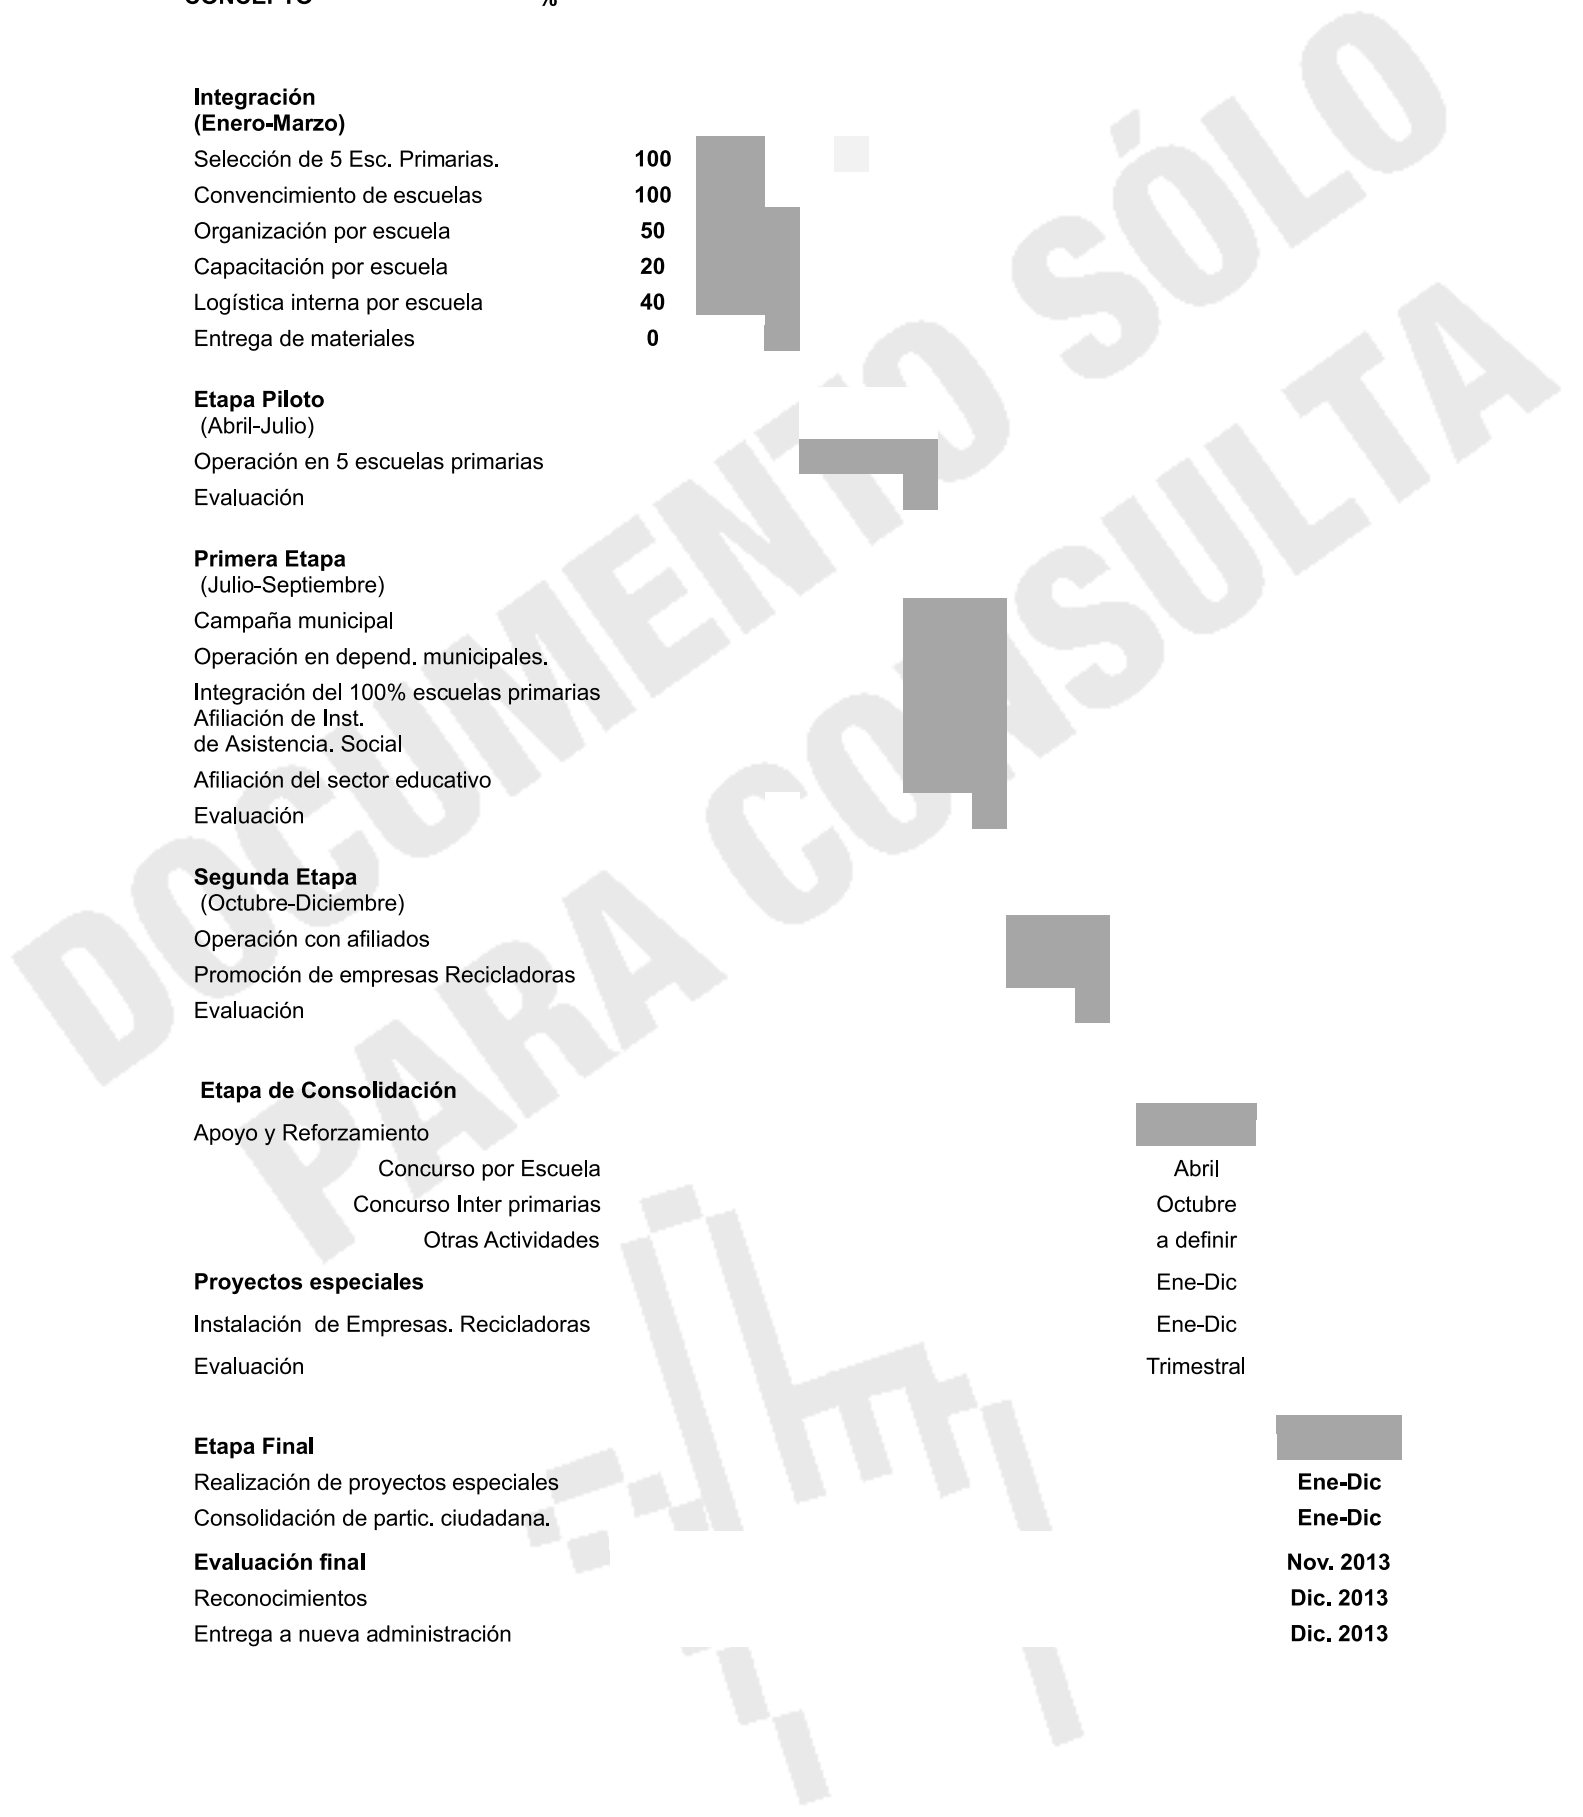 CONCEPTO %
Integración
(Enero-Marzo)
Selección de 5 Esc. Primarias. 100
Convencimiento de escuelas 100
Organización por escuela 50
Capacitación por escuela 20
Logística interna por escuela 40
Entrega de materiales 0
Etapa Piloto
(Abril-Julio)
Operación en 5 escuelas primarias
Evaluación
Primera Etapa
(Julio-Septiembre)
Campaña municipal
Operación en depend. municipales.
Integración del 100% escuelas primarias
Afiliación de Inst.
de Asistencia. Social
Afiliación del sector educativo
Evaluación
Segunda Etapa
(Octubre-Diciembre)
Operación con afiliados
Promoción de empresas Recicladoras
Evaluación
Etapa de Consolidación
Apoyo y Reforzamiento
Concurso por Escuela Abril
Concurso Inter primarias Octubre
Otras Actividades a definir
Proyectos especiales Ene-Dic
Instalación de Empresas. Recicladoras Ene-Dic
Evaluación Trimestral
Etapa Final
Realización de proyectos especiales Ene-Dic
Consolidación de partic. ciudadana. Ene-Dic
Evaluación final Nov. 2013
Reconocimientos Dic. 2013
Entrega a nueva administración Dic. 2013
DOCUMENTO SÓLO
PARA CONSULTA